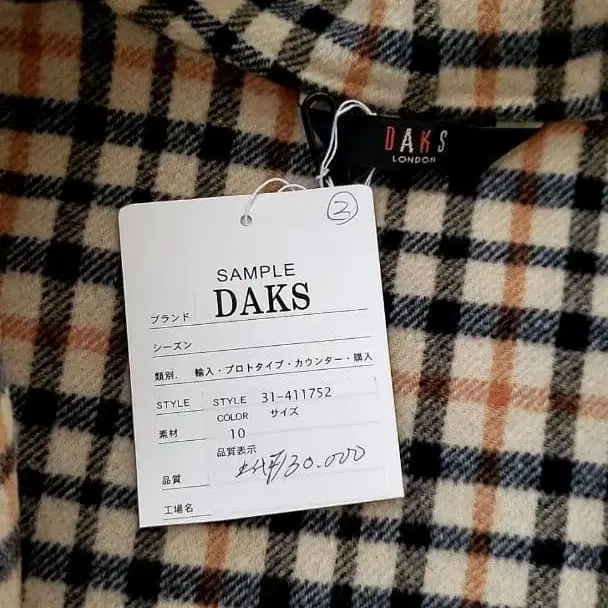 DAKS
LONDON
③
SAMPLE
ブランド DAKS
シーズン
類別. 輸入・プロトタイプ・カウンター・購入
STYLE STYLE 31-411752
COLOR サイズ
素材 10
品質表示
品質 130.000
工場名